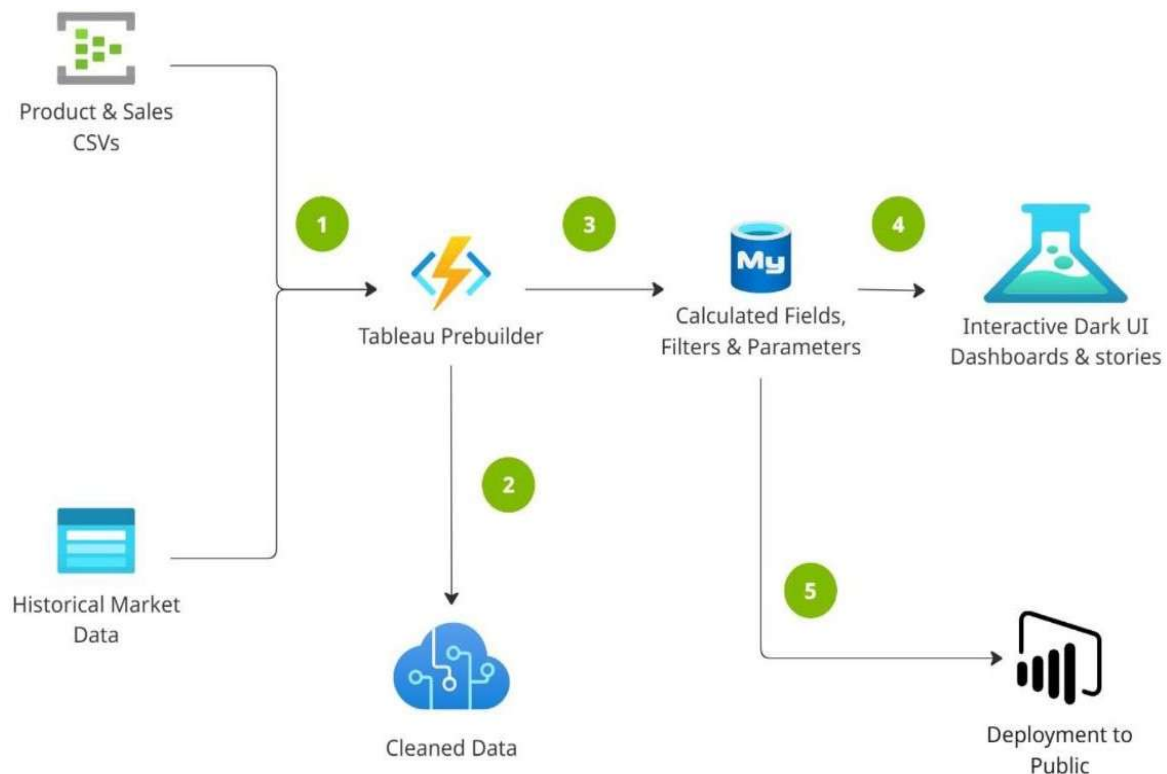 Product & Sales
CSVs
1
3
4
Tableau Prebuilder
My
Calculated Fields,
Filters & Parameters
Interactive Dark UI
Dashboards & stories
2
Historical Market
Data
5
Cleaned Data
Deployment to
Public